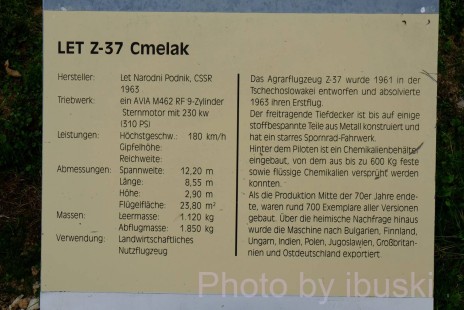 LET Z-37 Cmelak
Hersteller: Let Narodni Podnik, CSSR
1963
Triebwerk: ein AVIA M462 RF 9-Zylinder
Sternmotor mit 230 kw
(310 PSI)
Leistungen: Höchstgeschw.: 180 km/h
Gipfelhöhe:
Reichweite:
Abmessungen: Spannweite: 12,20 m
Länge: 8,55 m
Höhe: 2,90 m
Flügelfläche: 23,80 m²
Massen: Leermasse: 1.120 kg
Abflugmasse: 1.850 kg
Verwendung: Landwirtschaftliches
Nutzflugzeug
Das Agrarflugzeug Z-37 wurde 1961 in der
Tschechoslowakei entworfen und absolvierte
1963 ihren Erstflug.
Der freitragende Tiefdecker ist bis auf einige
stoffbespannte Teile aus Metall konstruiert und
hat ein starres Spornrad-Fahrwerk.
Hinter dem Piloten ist ein Chemikalienbehälter
eingebaut, von dem aus bis zu 600 Kg feste
sowie flüssige Chemikalien versprüht werden
konnten.
Als die Produktion Mitte der 70er Jahre ende-
te, waren rund 700 Exemplare aller Versionen
gebaut. Über die heimische Nachfrage hinaus
wurde die Maschine nach Bulgarien, Finnland,
Ungarn, Indien, Polen, Jugoslawien, Großbritan-
nien und Ostdeutschland exportiert.
Photo by ibuski